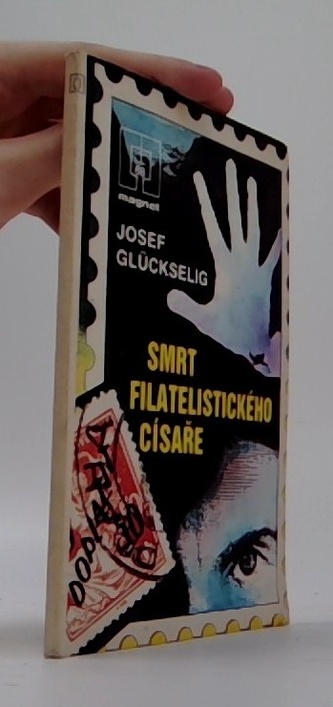 magnet
JOSEF
GLÜCKSELIG
SMRT
FILATELISTICKÉHO
CÍSAŘE